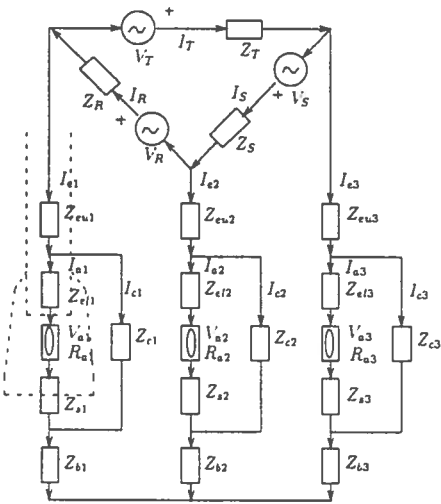 +
V_T I_T Z_T
Z_R I_R + V_R I_S Z_S + V_S
I_e1 I_e2 I_e3
Z_eu1 Z_eu2 Z_eu3
I_a1 I_c1 I_a2 I_c2 I_a3 I_c3
Z_el1 Z_el2 Z_el3
V_a1 Z_c1 V_a2 Z_c2 V_a3 Z_c3
R_a1 R_a2 R_a3
Z_s1 Z_s2 Z_s3
Z_b1 Z_b2 Z_b3